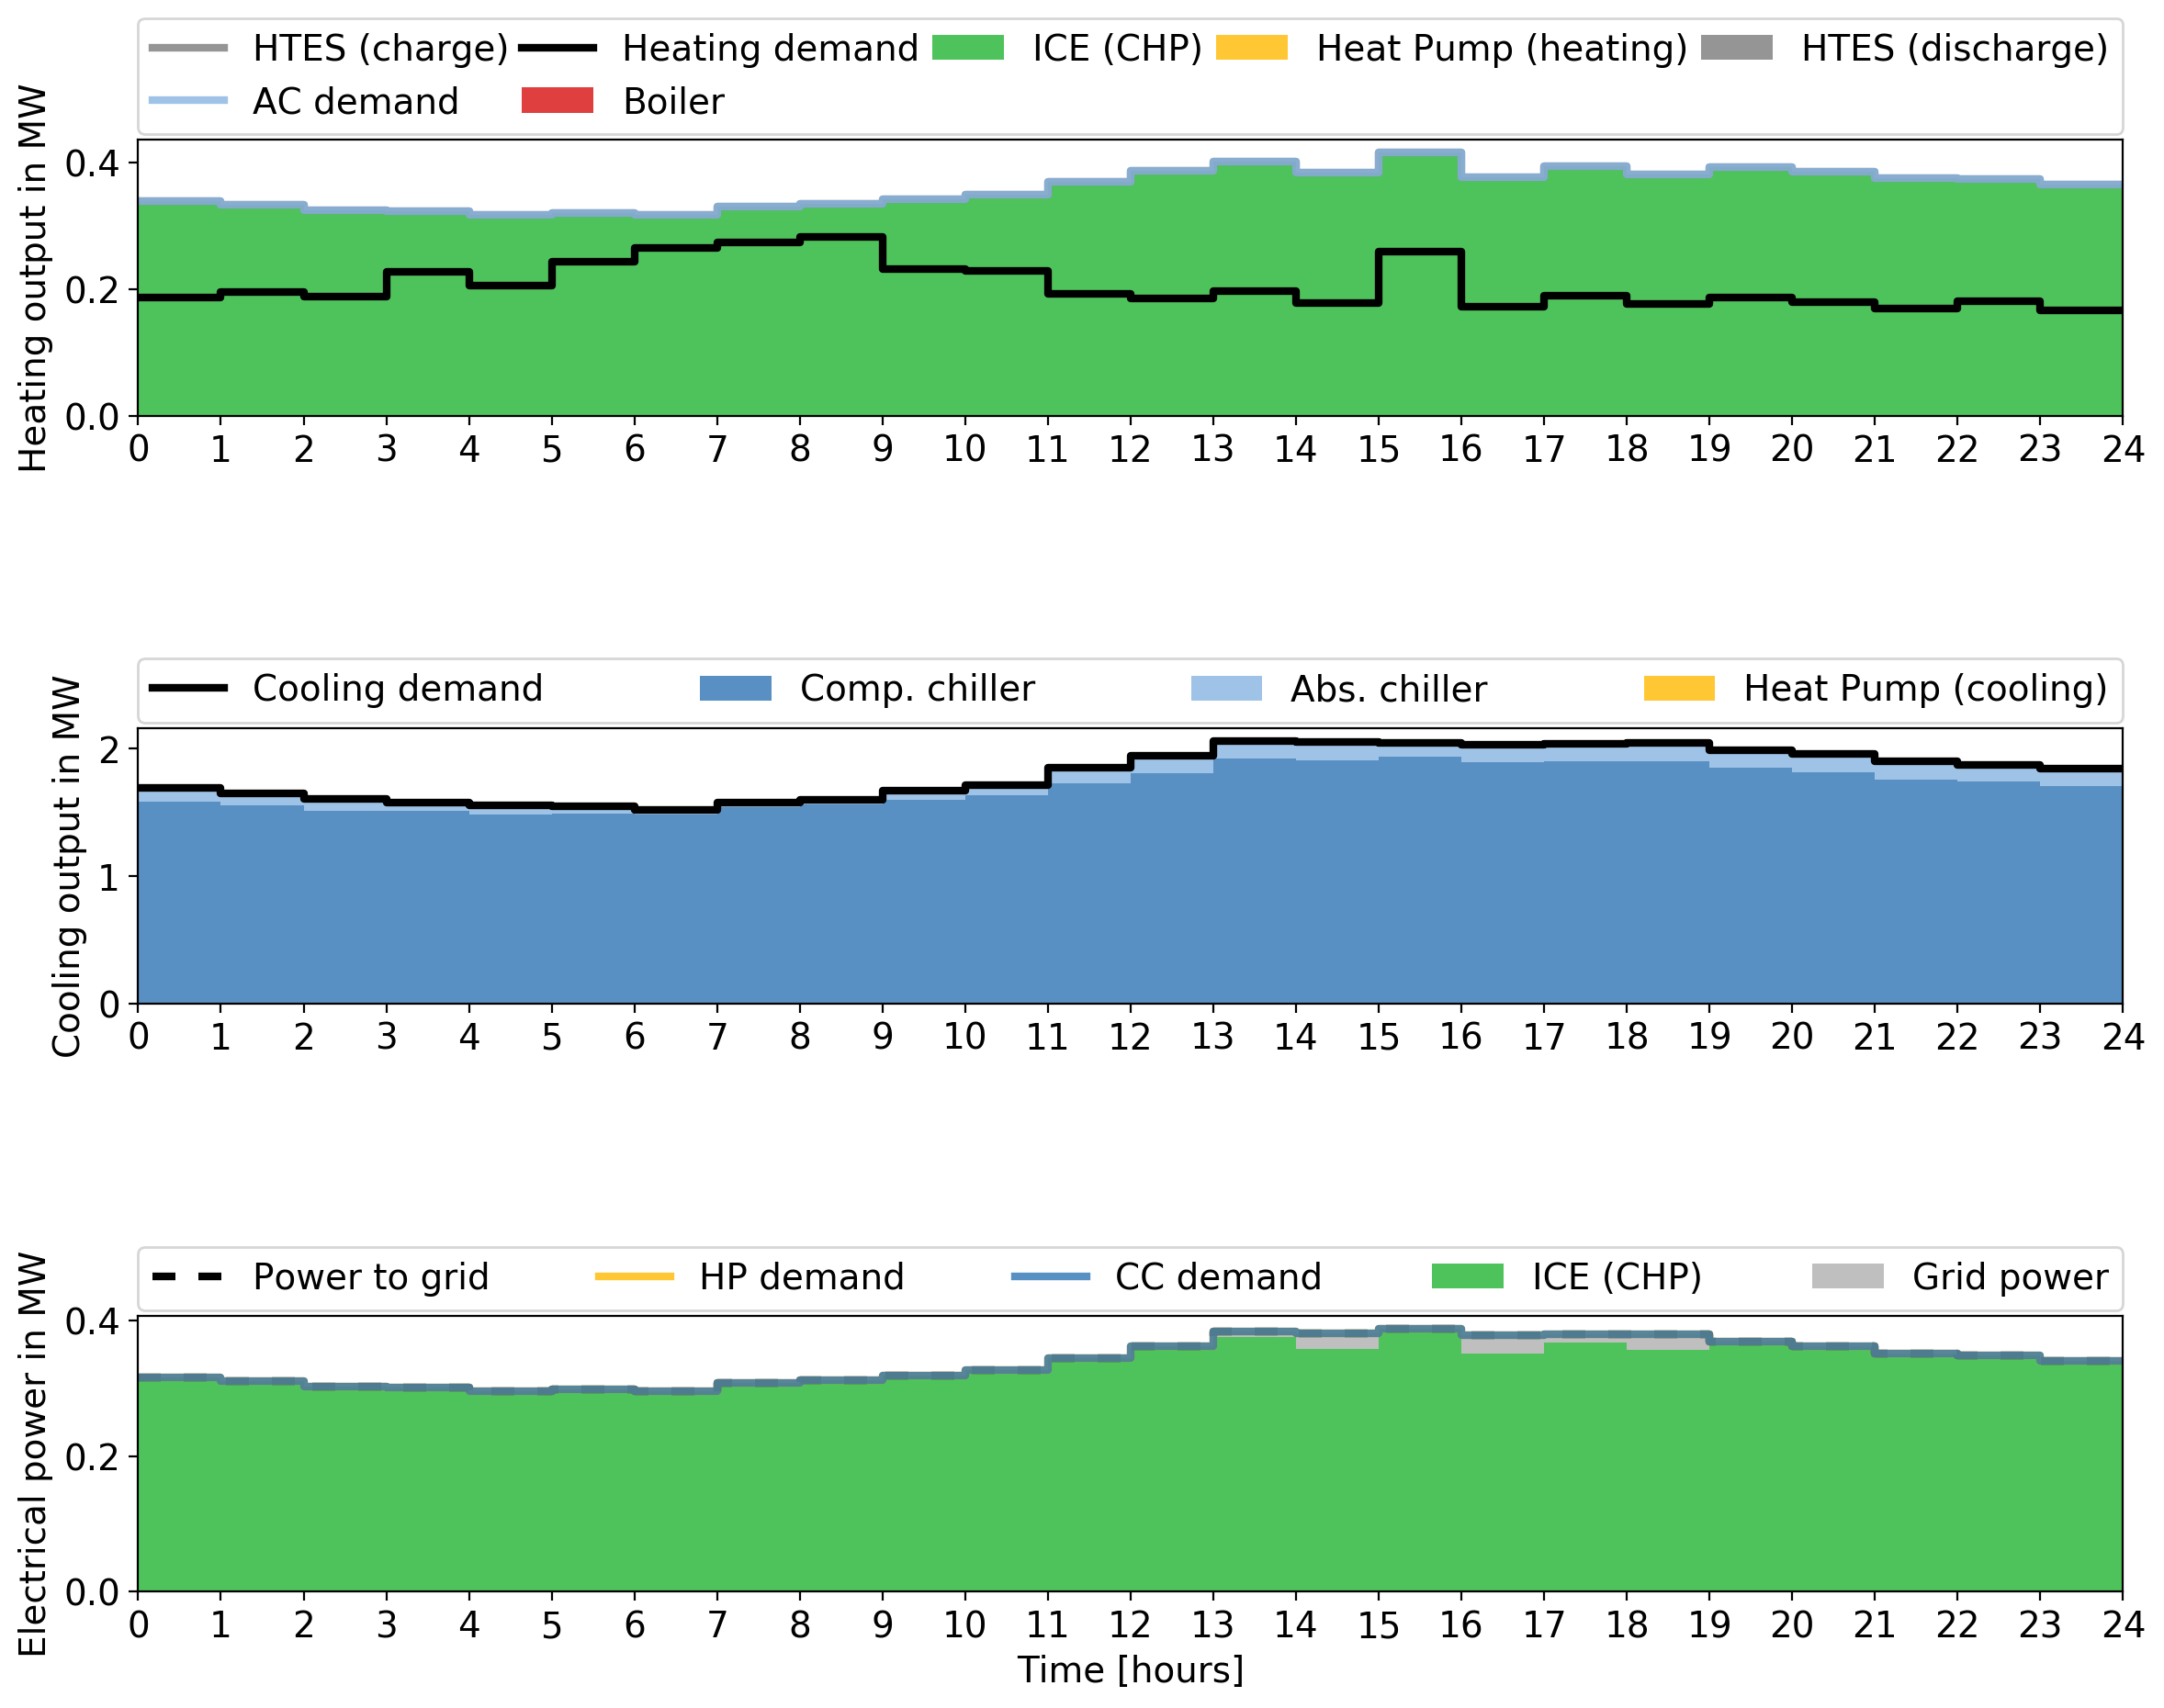 HTES (charge) Heating demand ICE (CHP) Heat Pump (heating) HTES (discharge)
AC demand Boiler
Heating output in MW
0.4
0.2
0.0
0 1 2 3 4 5 6 7 8 9 10 11 12 13 14 15 16 17 18 19 20 21 22 23 24
Cooling demand Comp. chiller Abs. chiller Heat Pump (cooling)
Cooling output in MW
2
1
0
0 1 2 3 4 5 6 7 8 9 10 11 12 13 14 15 16 17 18 19 20 21 22 23 24
Power to grid HP demand CC demand ICE (CHP) Grid power
Electrical power in MW
0.4
0.2
0.0
0 1 2 3 4 5 6 7 8 9 10 11 12 13 14 15 16 17 18 19 20 21 22 23 24
Time [hours]